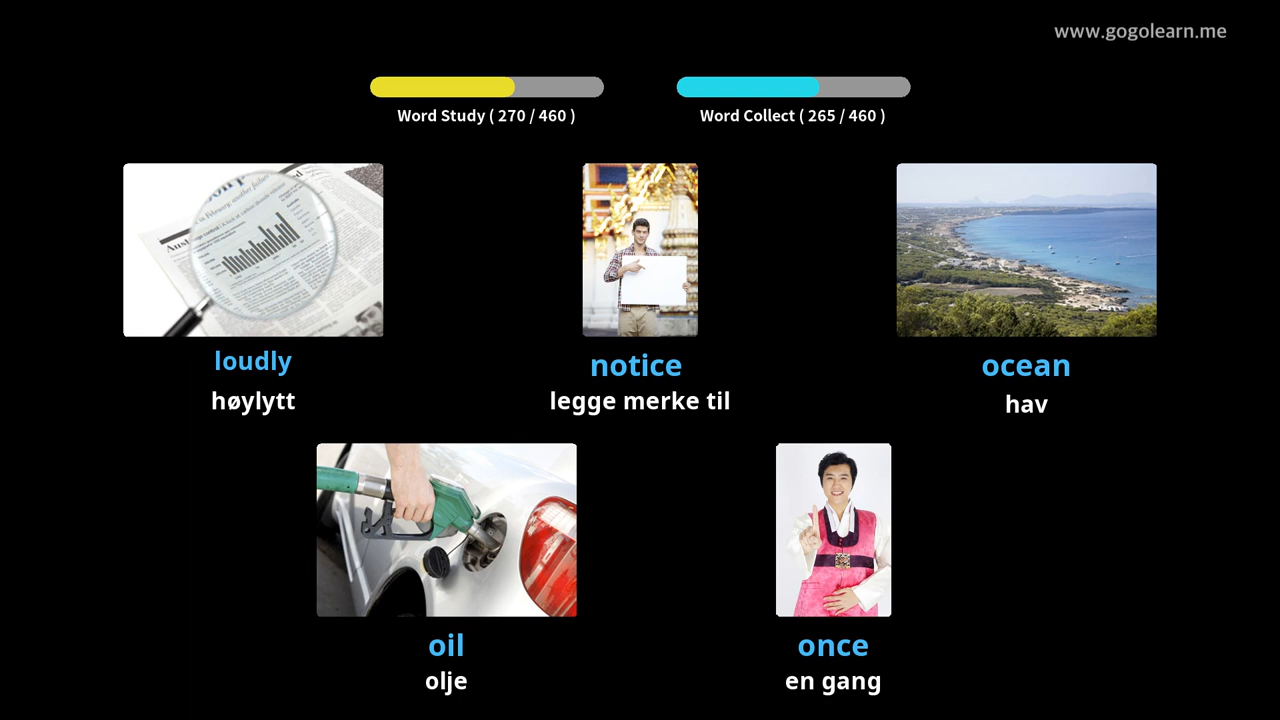 www.gogolearn.me
Word Study ( 270 / 460 )
Word Collect ( 265 / 460 )
loudly
høylytt
notice
legge merke til
ocean
hav
oil
olje
once
en gang